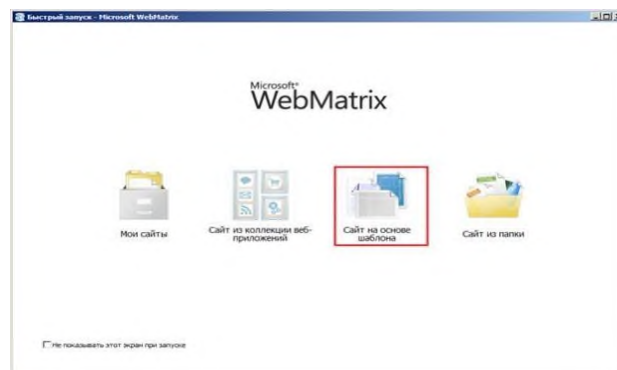 Быстрый запуск - Microsoft WebMatrix
Microsoft®
WebMatrix
Мои сайты
Сайт из коллекции веб-
приложений
Сайт на основе
шаблона
Сайт из папки
Не показывать этот экран при запуске